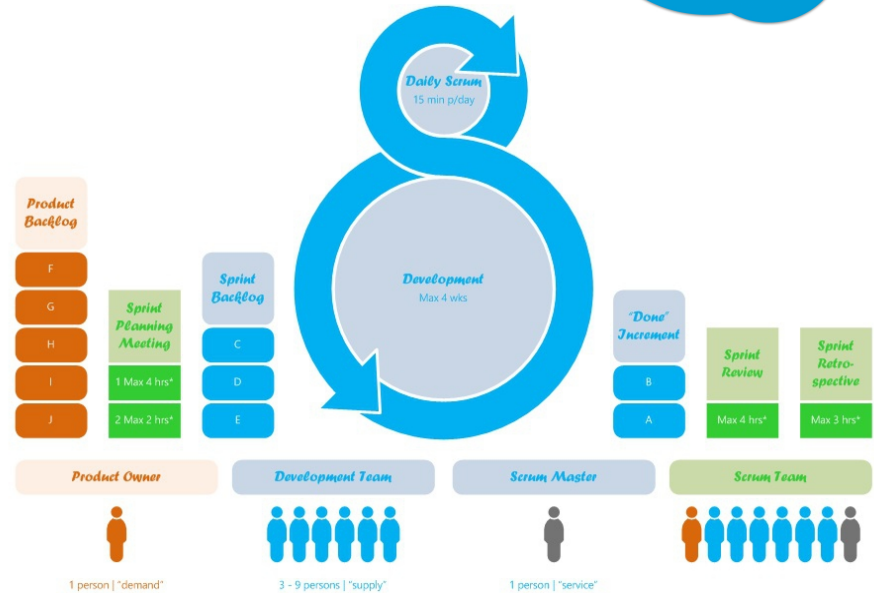 Daily Scrum
15 min p/day
Product
Backlog
F
G
H
I
J
Sprint
Planning
Meeting
1 Max 4 hrs*
2 Max 2 hrs*
Sprint
Backlog
C
D
E
Development
Max 4 wks
"Done"
Increment
B
A
Sprint
Review
Max 4 hrs*
Sprint
Retro-
spective
Max 3 hrs*
Product Owner
Development Team
Scrum Master
Scrum Team
1 person | "demand"
3 - 9 persons | "supply"
1 person | "service"